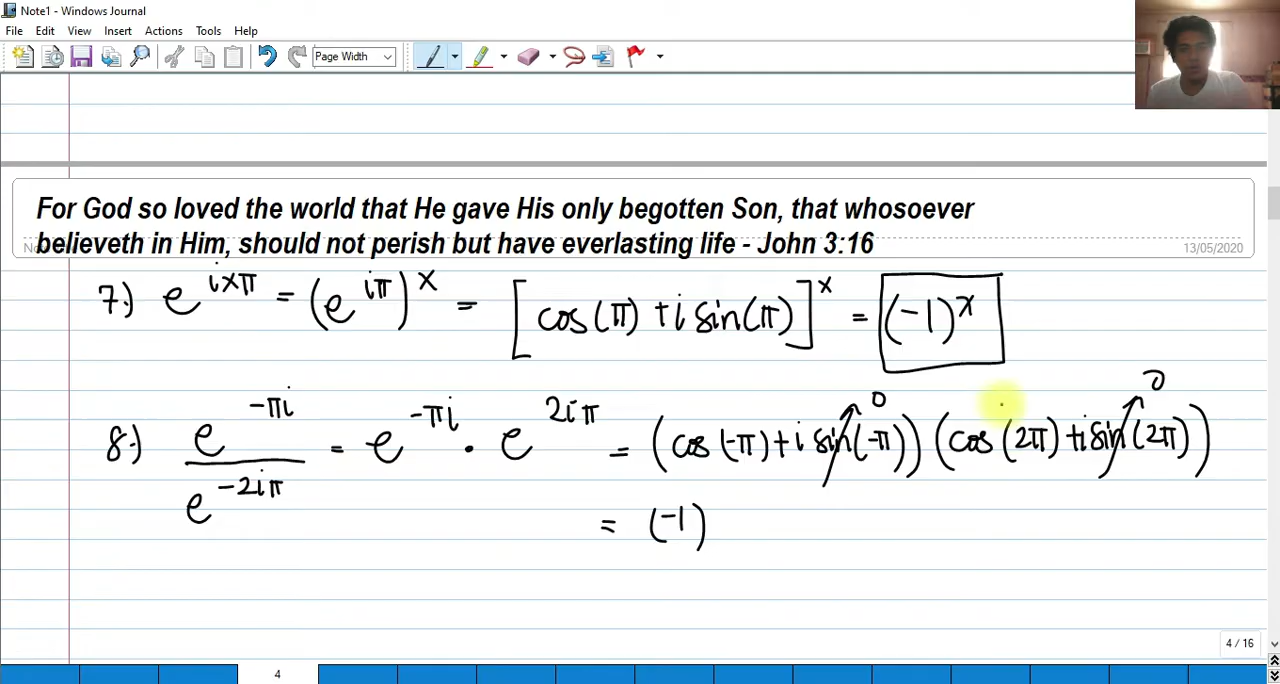 Note1 - Windows Journal
File Edit View Insert Actions Tools Help
Page Width
For God so loved the world that He gave His only begotten Son, that whosoever
believeth in Him, should not perish but have everlasting life - John 3:16
13/05/2020
7.) e^{ixπ} = (e^{iπ})^x = [cos(π) + i sin(π)]^x = (-1)^x
8.) e^{-πi} / e^{-2iπ} = e^{-πi} · e^{2iπ} = (cos(-π) + i sin(-π)) (cos(2π) + i sin(2π))
0 0
= (-1)
4 / 16
4